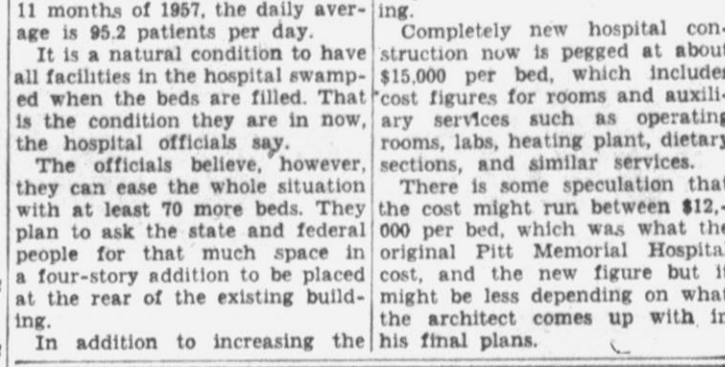 11 months of 1957, the daily aver-
age is 95.2 patients per day.
It is a natural condition to have
all facilities in the hospital swamp-
ed when the beds are filled. That
is the condition they are in now,
the hospital officials say.
The officials believe, however,
they can ease the whole situation
with at least 70 more beds. They
plan to ask the state and federal
people for that much space in
a four-story addition to be placed
at the rear of the existing build-
ing.
In addition to increasing the
ing.
Completely new hospital con-
struction now is pegged at about
$15,000 per bed, which includes
cost figures for rooms and auxili-
ary services such as operating
rooms, labs, heating plant, dietary
sections, and similar services.
There is some speculation that
the cost might run between $12,-
000 per bed, which was what the
original Pitt Memorial Hospital
cost, and the new figure but it
might be less depending on what
the architect comes up with in
his final plans.